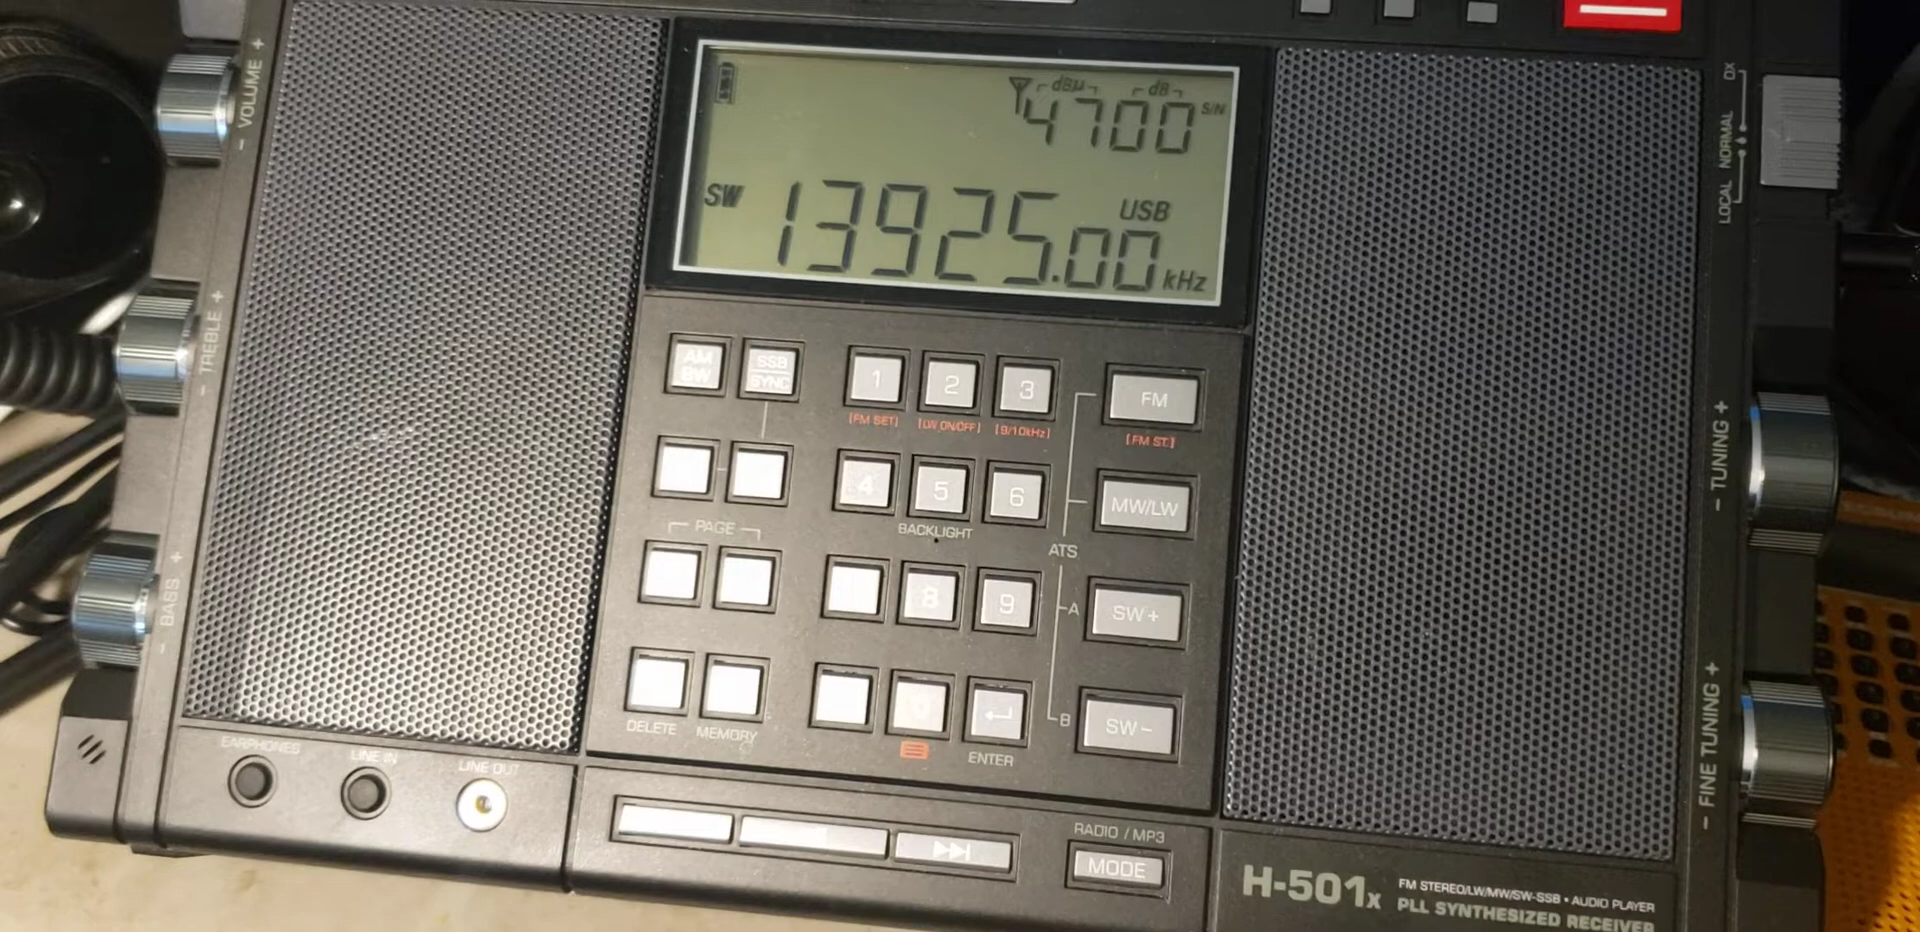 dBµ dB
4700 S/N
SW 13925.00 USB kHz
- VOLUME +
- TREBLE +
- BASS +
DX
NORMAL
LOCAL
AM BW
SSB SYNC
1 2 3 FM
[FM SET] [LW ON/OFF] [9/10kHz] [FM ST.]
4 5 6 MW/LW
BACKLIGHT
PAGE
ATS
8 9
A SW+
B SW-
DELETE MEMORY
ENTER
- TUNING +
- FINE TUNING +
EARPHONES LINE IN LINE OUT
RADIO / MP3
MODE
H-501x
FM STEREO/LW/MW/SW-SSB • AUDIO PLAYER
PLL SYNTHESIZED RECEIVER